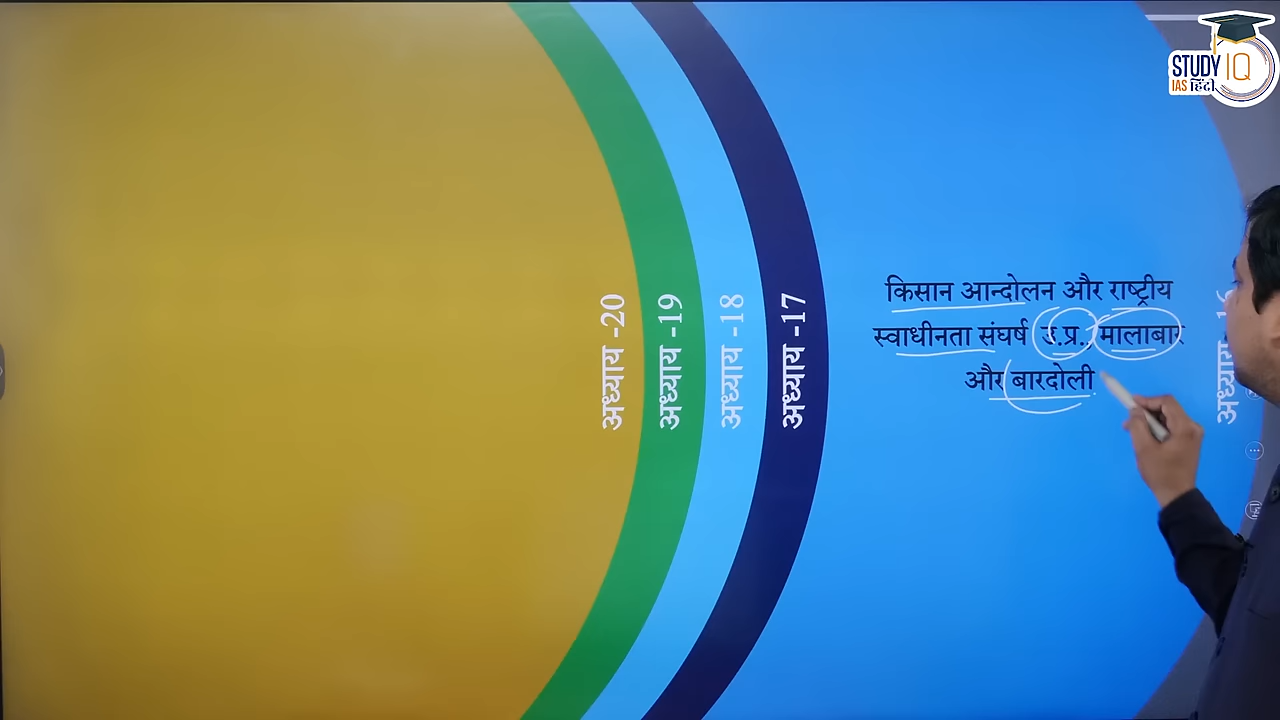 STUDY IQ
IAS हिंदी
किसान आन्दोलन और राष्ट्रीय
स्वाधीनता संघर्ष उ.प्र., मालाबार
और बारदोली
अध्याय -20
अध्याय -19
अध्याय -18
अध्याय -17